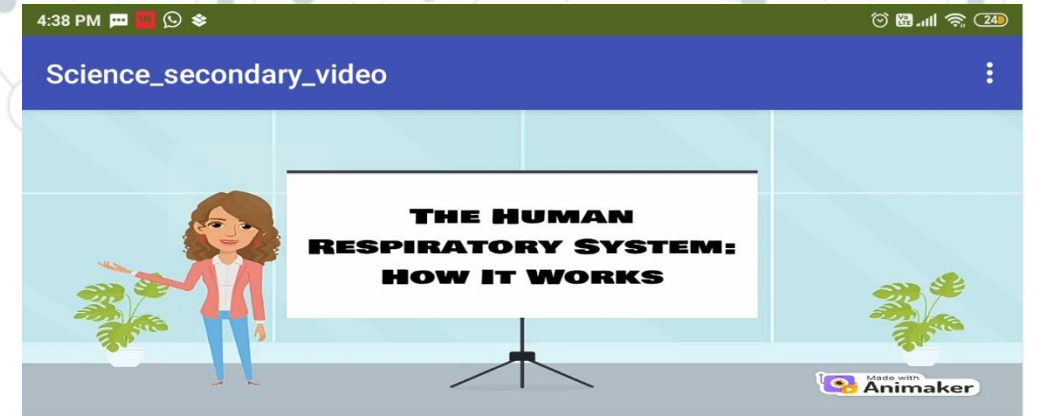 4:38 PM
24
Science_secondary_video
THE HUMAN
RESPIRATORY SYSTEM:
HOW IT WORKS
Made with
Animaker